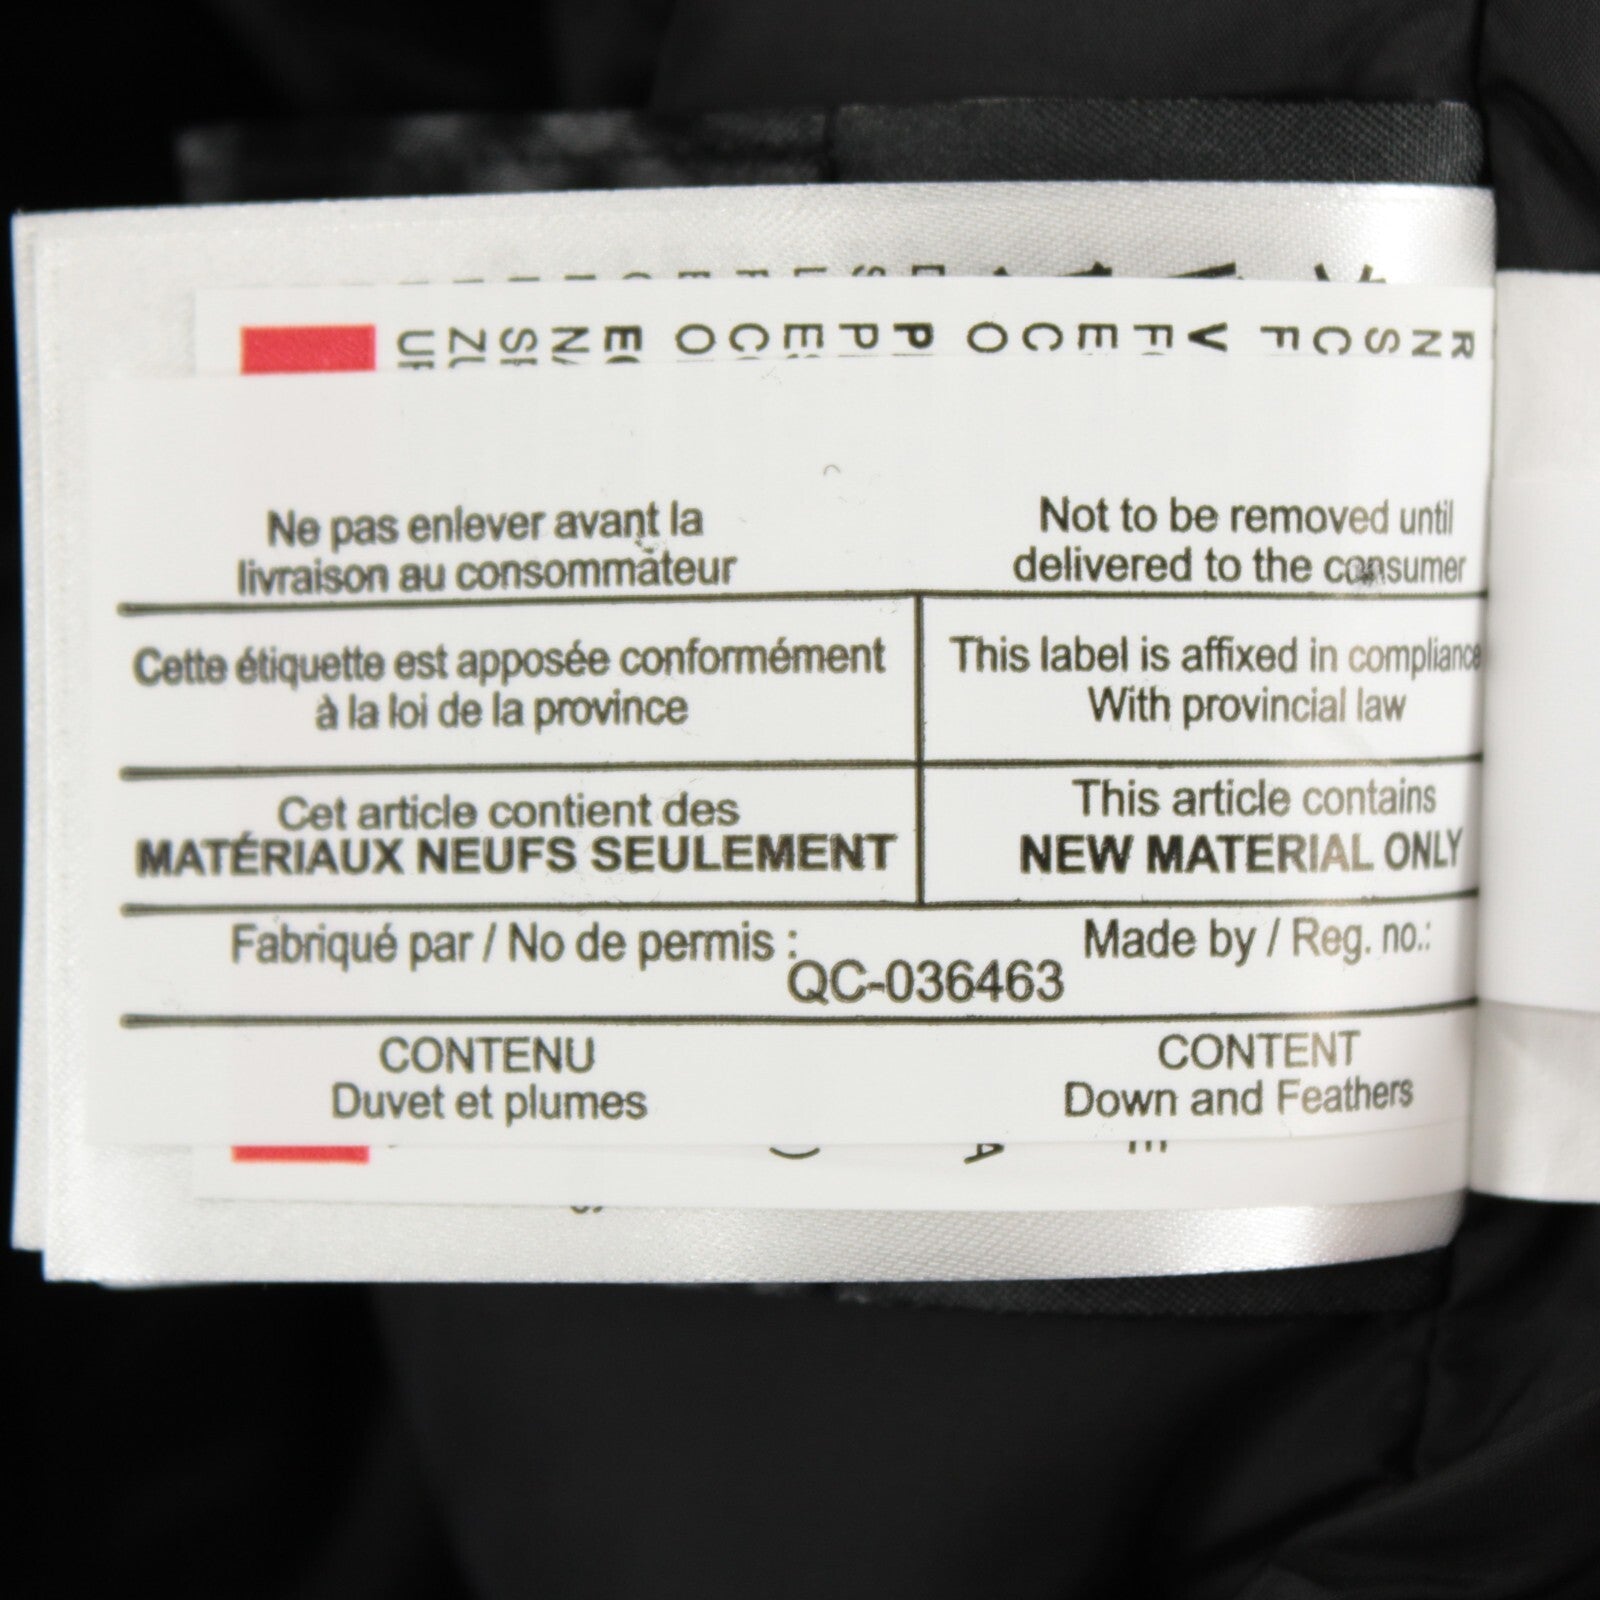 Ne pas enlever avant la
livraison au consommateur
Not to be removed until
delivered to the consumer
Cette étiquette est apposée conformément
à la loi de la province
This label is affixed in compliance
With provincial law
Cet article contient des
MATÉRIAUX NEUFS SEULEMENT
This article contains
NEW MATERIAL ONLY
Fabriqué par / No de permis :
Made by / Reg. no.:
QC-036463
CONTENU
Duvet et plumes
CONTENT
Down and Feathers